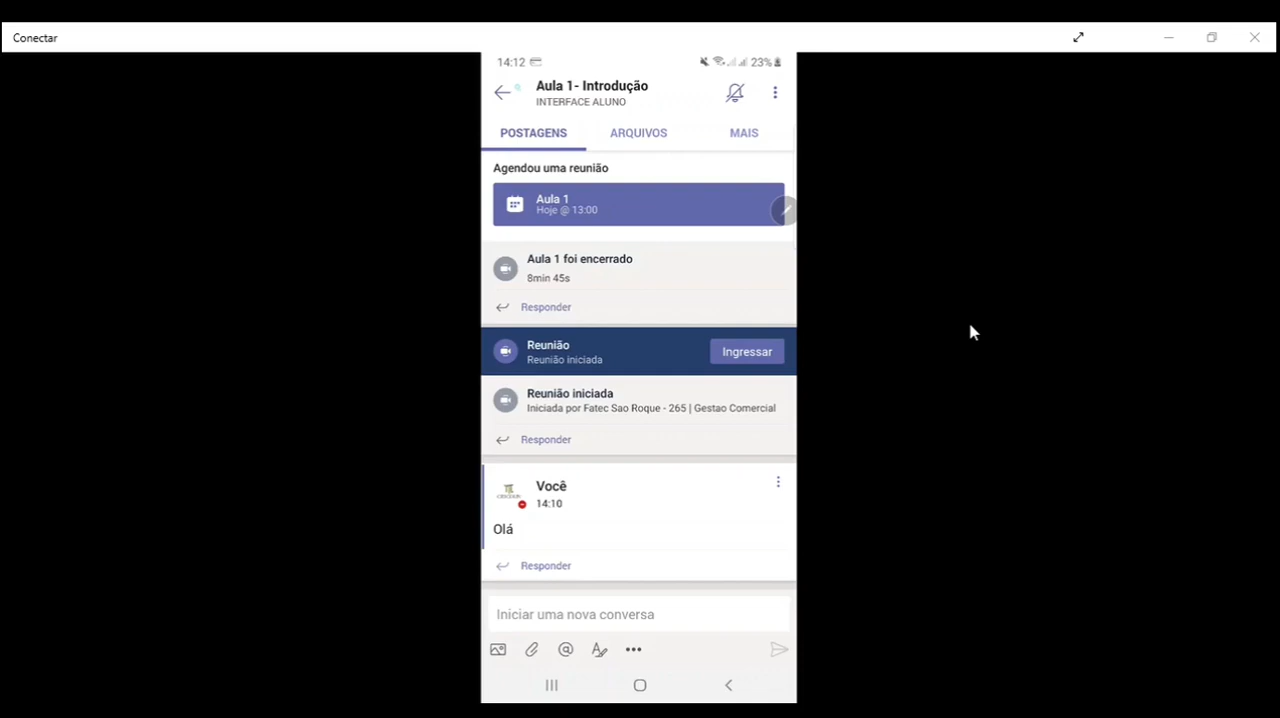 Conectar
14:12
23%
Aula 1- Introdução
INTERFACE ALUNO
POSTAGENS
ARQUIVOS
MAIS
Agendou uma reunião
Aula 1
Hoje @ 13:00
Aula 1 foi encerrado
8min 45s
Responder
Reunião
Reunião iniciada
Ingressar
Reunião iniciada
Iniciada por Fatec Sao Roque - 265 | Gestao Comercial
Responder
Você
14:10
Olá
Responder
Iniciar uma nova conversa